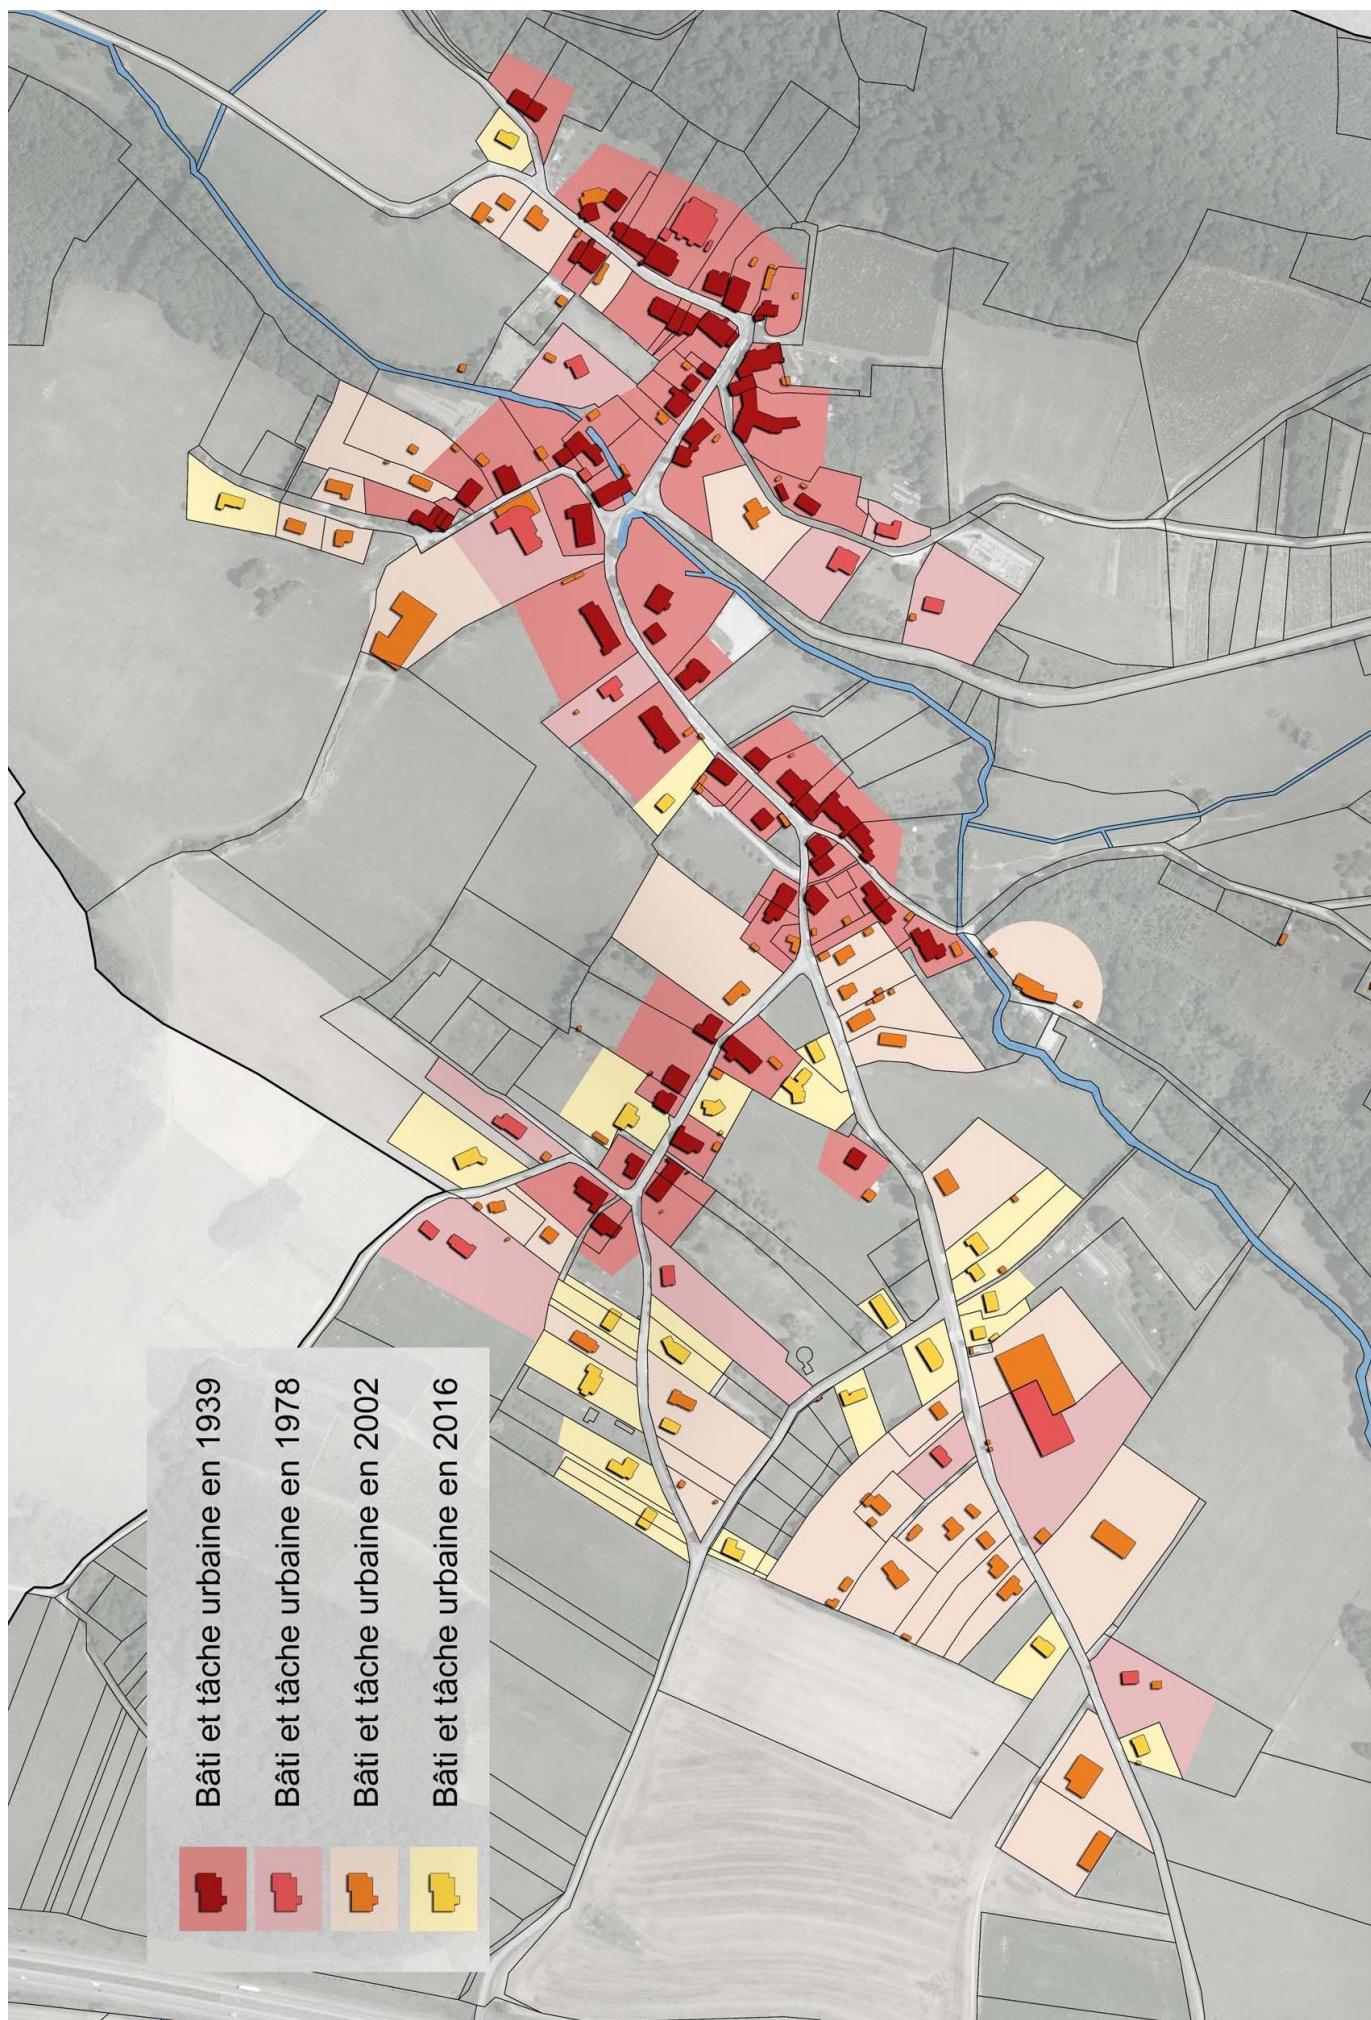 Bâti et tâche urbaine en 1939
Bâti et tâche urbaine en 1978
Bâti et tâche urbaine en 2002
Bâti et tâche urbaine en 2016